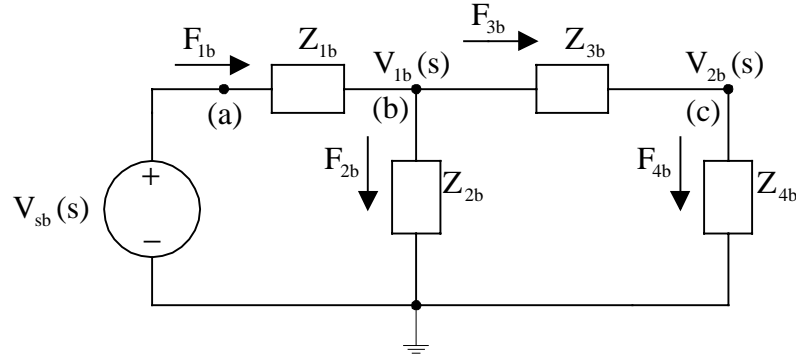 F1b
Z1b
V1b(s)
F3b
Z3b
V2b(s)
(a)
(b)
(c)
F2b
Z2b
F4b
Z4b
Vsb(s)
+
−